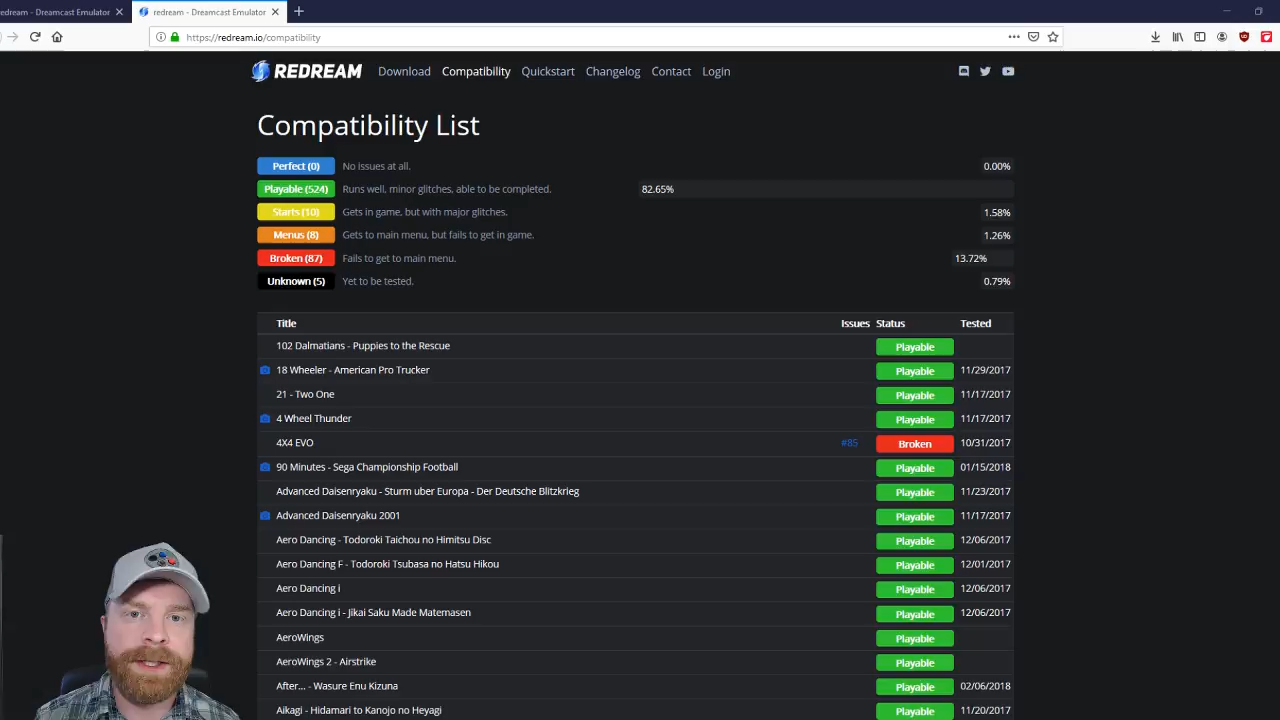 redream - Dreamcast Emulator
redream - Dreamcast Emulator
https://redream.io/compatibility
REDREAM Download Compatibility Quickstart Changelog Contact Login
Compatibility List
Perfect (0) No issues at all. 0.00%
Playable (524) Runs well, minor glitches, able to be completed. 82.65%
Starts (10) Gets in game, but with major glitches. 1.58%
Menus (8) Gets to main menu, but fails to get in game. 1.26%
Broken (87) Fails to get to main menu. 13.72%
Unknown (5) Yet to be tested. 0.79%
Title Issues Status Tested
102 Dalmatians - Puppies to the Rescue Playable
18 Wheeler - American Pro Trucker Playable 11/29/2017
21 - Two One Playable 11/17/2017
4 Wheel Thunder Playable 11/17/2017
4X4 EVO #85 Broken 10/31/2017
90 Minutes - Sega Championship Football Playable 01/15/2018
Advanced Daisenryaku - Sturm uber Europa - Der Deutsche Blitzkrieg Playable 11/23/2017
Advanced Daisenryaku 2001 Playable 11/17/2017
Aero Dancing - Todoroki Taichou no Himitsu Disc Playable 12/06/2017
Aero Dancing F - Todoroki Tsubasa no Hatsu Hikou Playable 12/01/2017
Aero Dancing i Playable 12/06/2017
Aero Dancing i - Jikai Saku Made Matemasen Playable 12/06/2017
AeroWings Playable
AeroWings 2 - Airstrike Playable
After... - Wasure Enu Kizuna Playable 02/06/2018
Aikagi - Hidamari to Kanojo no Heyagi Playable 11/20/2017